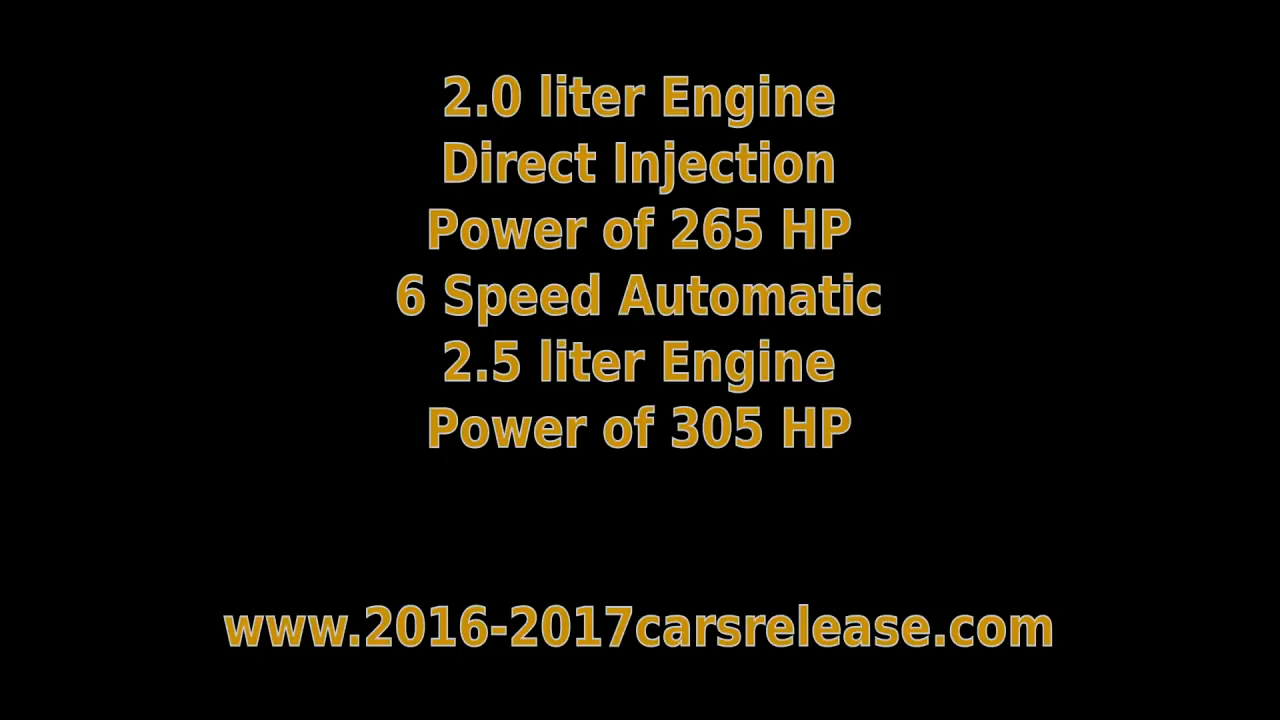 2.0 liter Engine
Direct Injection
Power of 265 HP
6 Speed Automatic
2.5 liter Engine
Power of 305 HP
www.2016-2017carsrelease.com